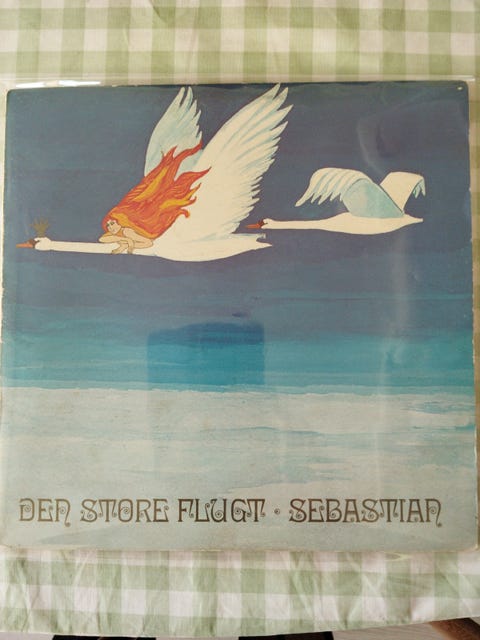 DEN STORE FLUGT · SEBASTIAN